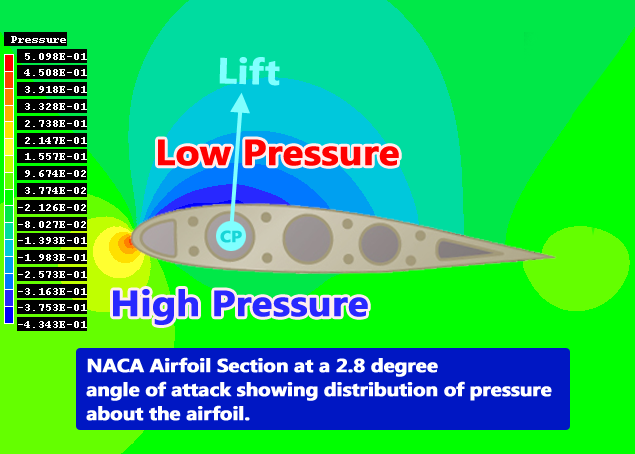 Pressure
5.098E-01
4.508E-01
3.918E-01
3.328E-01
2.738E-01
2.147E-01
1.557E-01
9.674E-02
3.774E-02
-2.126E-02
-8.027E-02
-1.393E-01
-1.983E-01
-2.573E-01
-3.163E-01
-3.753E-01
-4.343E-01
Lift
Low Pressure
CP
High Pressure
NACA Airfoil Section at a 2.8 degree
angle of attack showing distribution of pressure
about the airfoil.